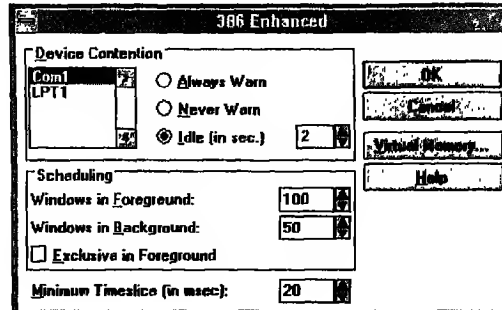 386 Enhanced
Device Contention
Com1
LPT1
Always Warn
Never Warn
Idle (in sec.) 2
OK
Cancel
Virtual Memory...
Help
Scheduling
Windows in Foreground: 100
Windows in Background: 50
Exclusive in Foreground
Minimum Timeslice (in msec): 20